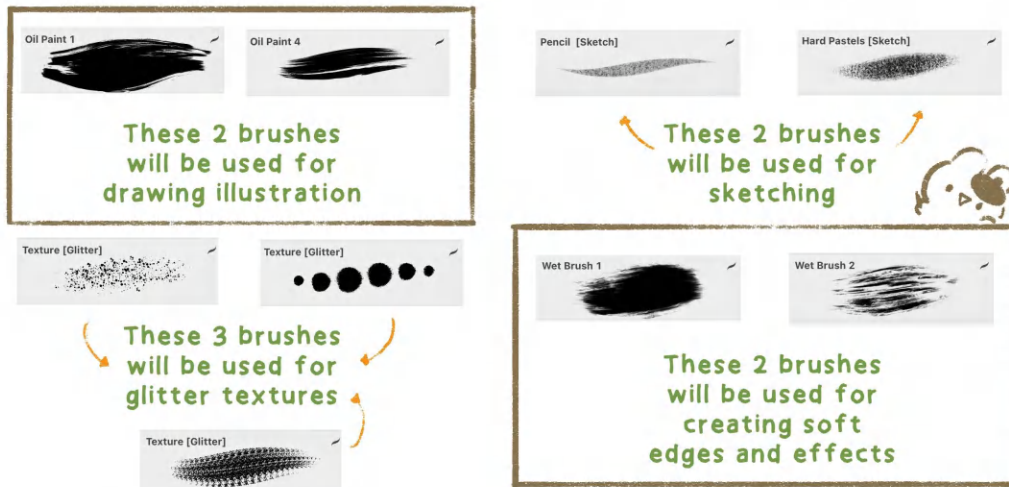 Oil Paint 1
Oil Paint 4
These 2 brushes
will be used for
drawing illustration
Pencil [Sketch]
Hard Pastels [Sketch]
These 2 brushes
will be used for
sketching
Texture [Glitter]
Texture [Glitter]
These 3 brushes
will be used for
glitter textures
Texture [Glitter]
Wet Brush 1
Wet Brush 2
These 2 brushes
will be used for
creating soft
edges and effects